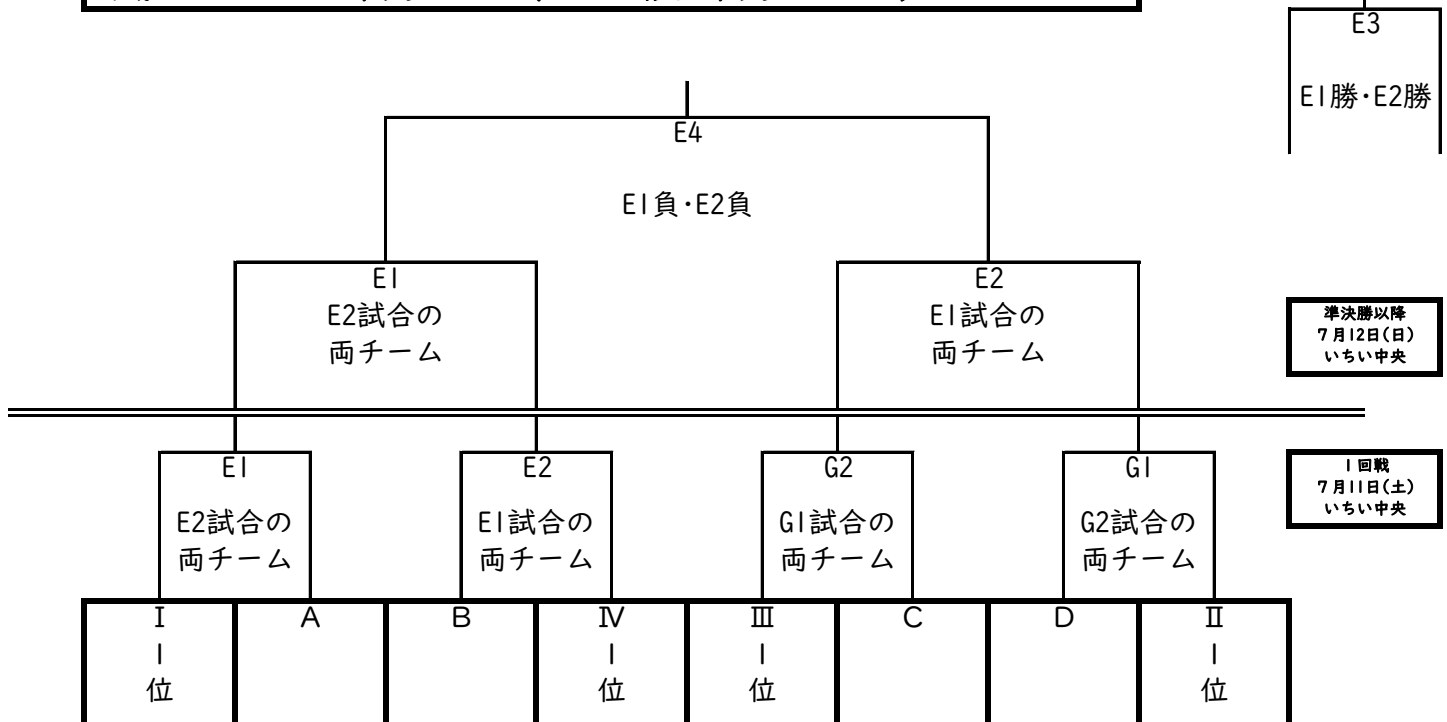 E3
E1勝・E2勝
E4
E1負・E2負
E1
E2試合の
両チーム
E2
E1試合の
両チーム
準決勝以降
7月12日(日)
いちい中央
E1
E2試合の
両チーム
E2
E1試合の
両チーム
G2
G1試合の
両チーム
G1
G2試合の
両チーム
1回戦
7月11日(土)
いちい中央
Ⅰ
1
位
A
B
Ⅳ
1
位
Ⅲ
1
位
C
D
Ⅱ
1
位